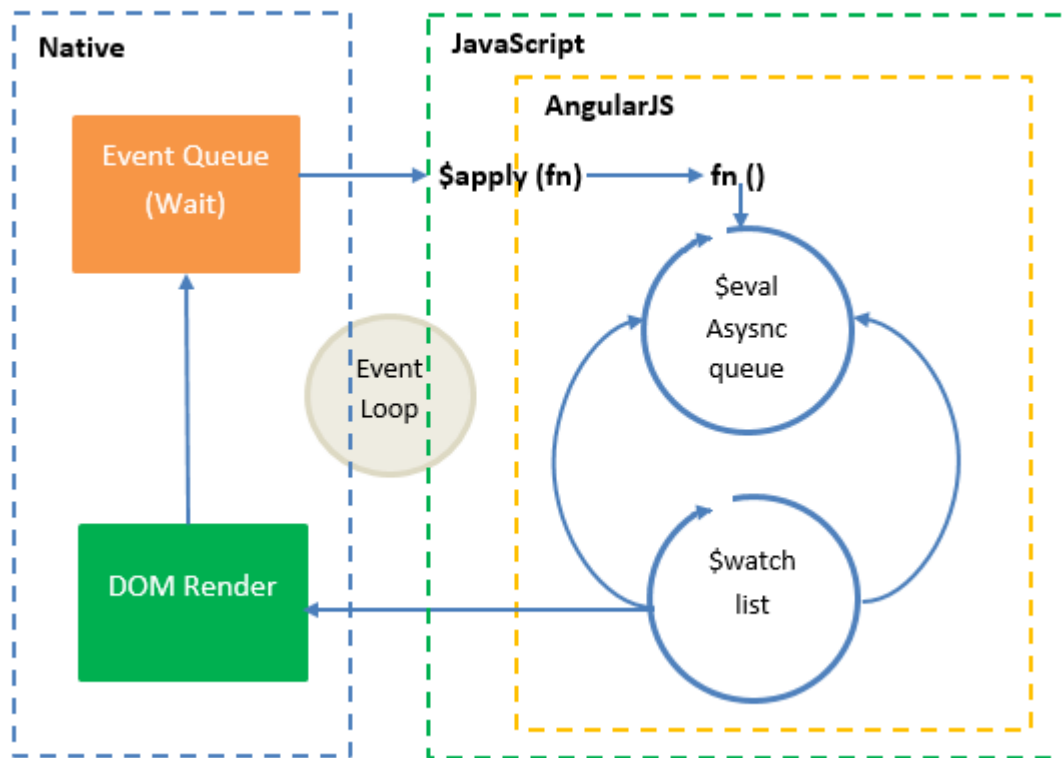 Native
JavaScript
AngularJS
Event Queue
(Wait)
$apply (fn)
fn ()
$eval
Asysnc
queue
Event
Loop
DOM Render
$watch
list